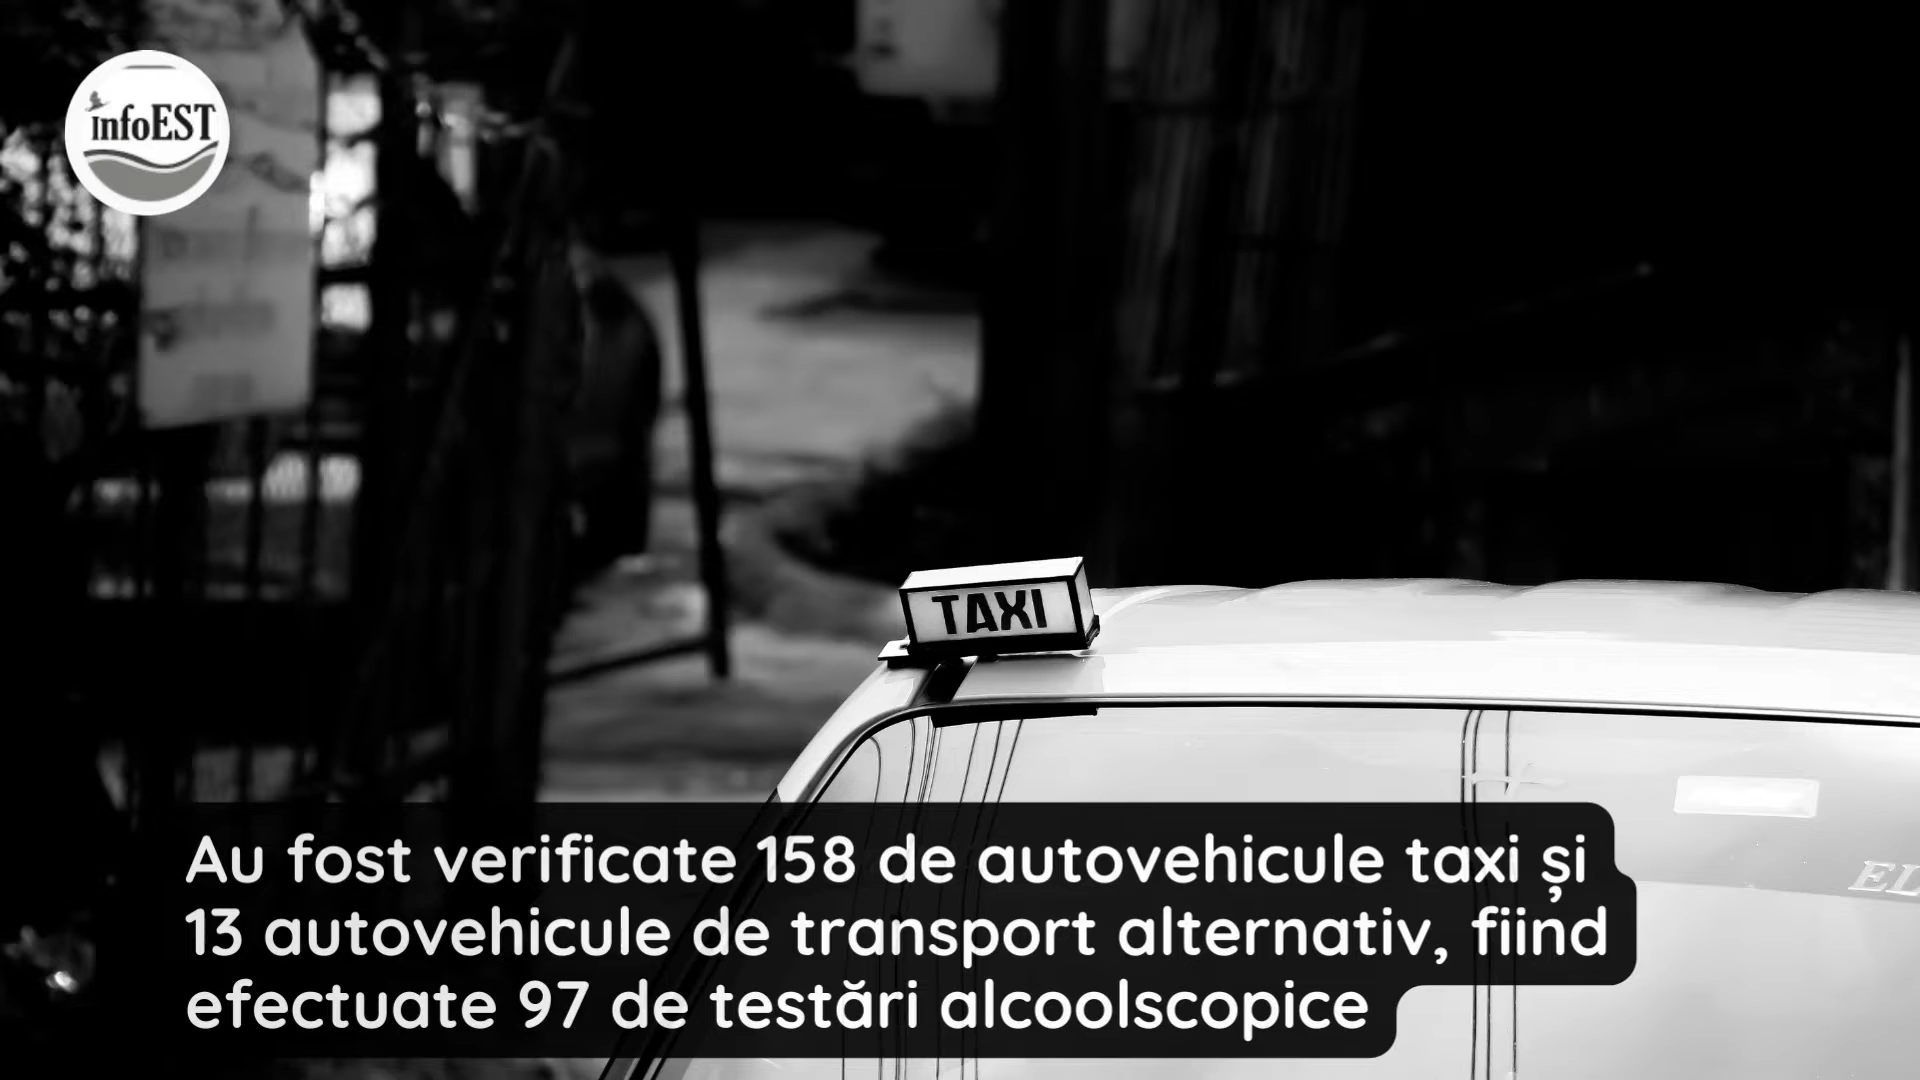 infoEST
TAXI
Au fost verificate 158 de autovehicule taxi și
13 autovehicule de transport alternativ, fiind
efectuate 97 de testări alcoolscopice